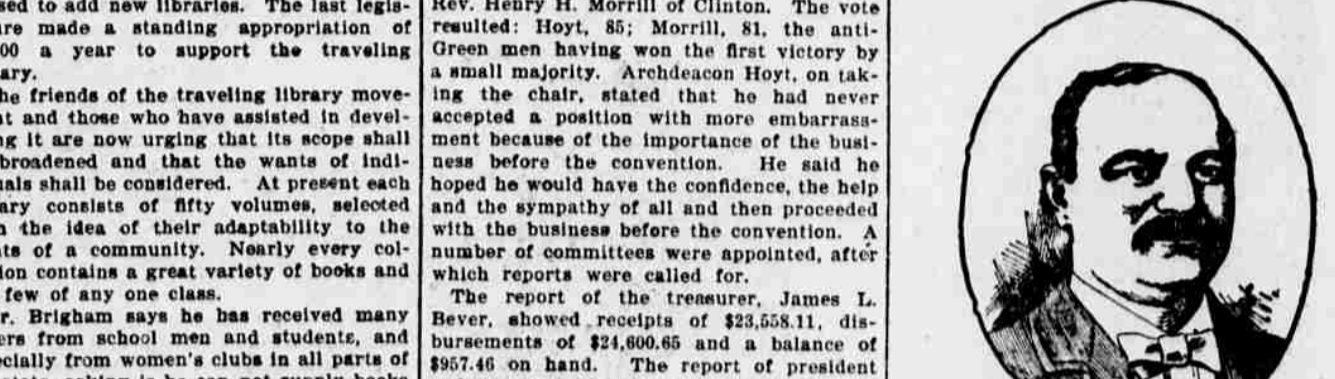 sed to add new libraries. The last legis-
re made a standing appropriation of
00 a year to support the traveling
ary.
he friends of the traveling library move-
t and those who have assisted in devel-
ng it are now urging that its scope shall
broadened and that the wants of indi-
uals shall be considered. At present each
ary consists of fifty volumes, selected
the idea of their adaptability to the
ts of a community. Nearly every col-
ion contains a great variety of books and
few of any one class.
r. Brigham says he has received many
ers from school men and students, and
cially from women's clubs in all parts of
Rev. Henry H. Morrill of Clinton. The vote
resulted: Hoyt, 85; Morrill, 81, the anti-
Green men having won the first victory by
a small majority. Archdeacon Hoyt, on tak-
ing the chair, stated that he had never
accepted a position with more embarrass-
ment because of the importance of the busi-
ness before the convention. He said he
hoped he would have the confidence, the help
and the sympathy of all and then proceeded
with the business before the convention. A
number of committees were appointed, after
which reports were called for.
The report of the treasurer, James L.
Bever, showed receipts of $23,558.11, dis-
bursements of $24,600.65 and a balance of
$957.46 on hand. The report of president